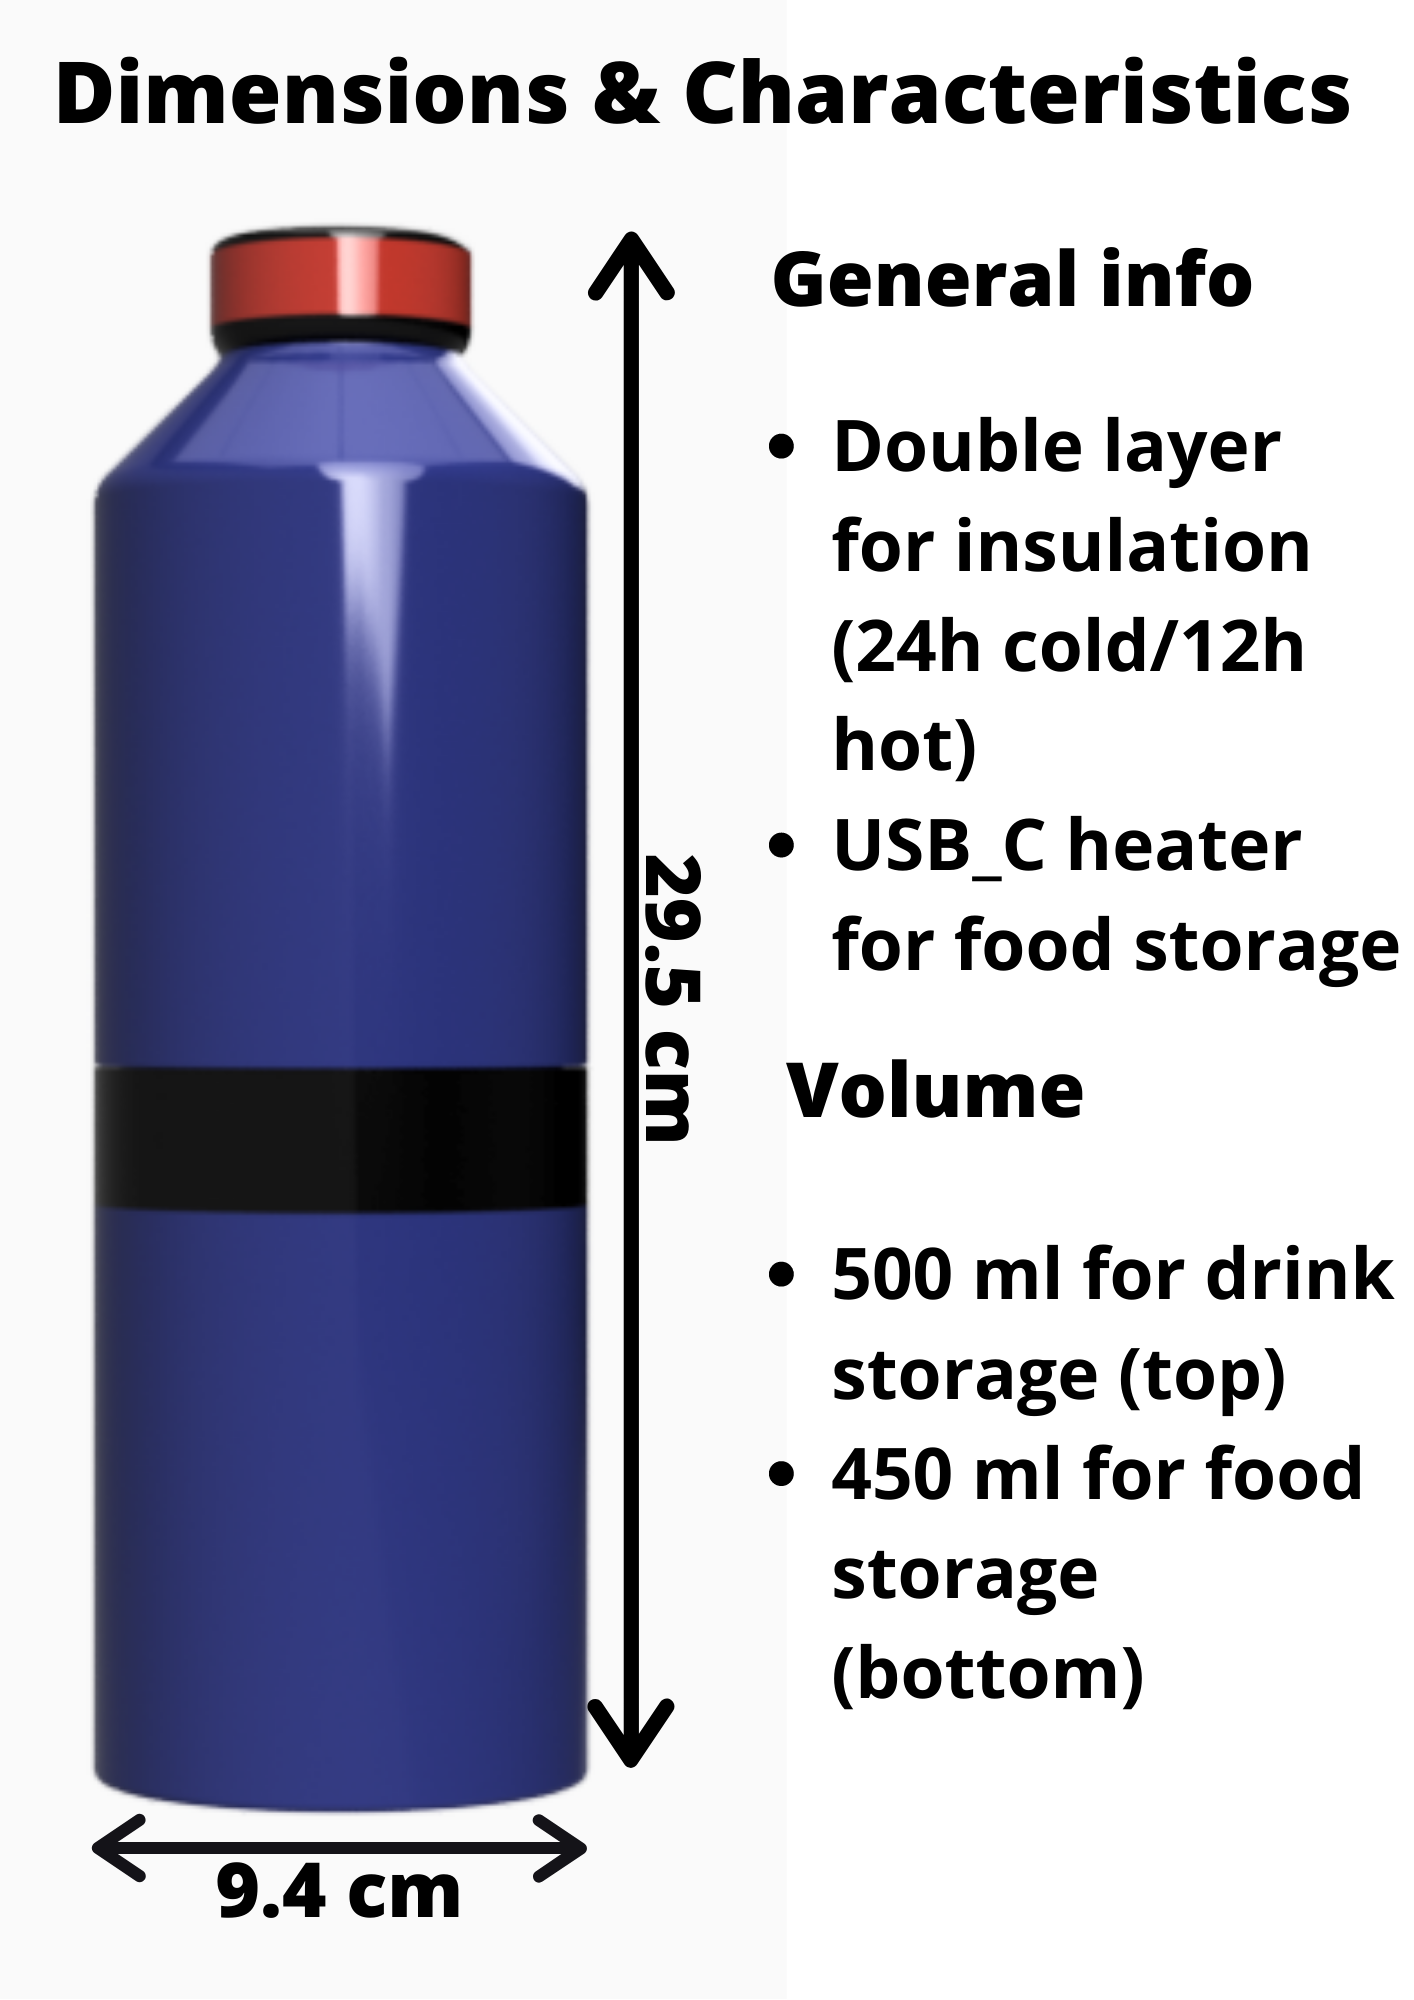 Dimensions & Characteristics
General info
• Double layer
for insulation
(24h cold/12h
hot)
• USB_C heater
for food storage
29.5 cm
Volume
• 500 ml for drink
storage (top)
• 450 ml for food
storage
(bottom)
9.4 cm